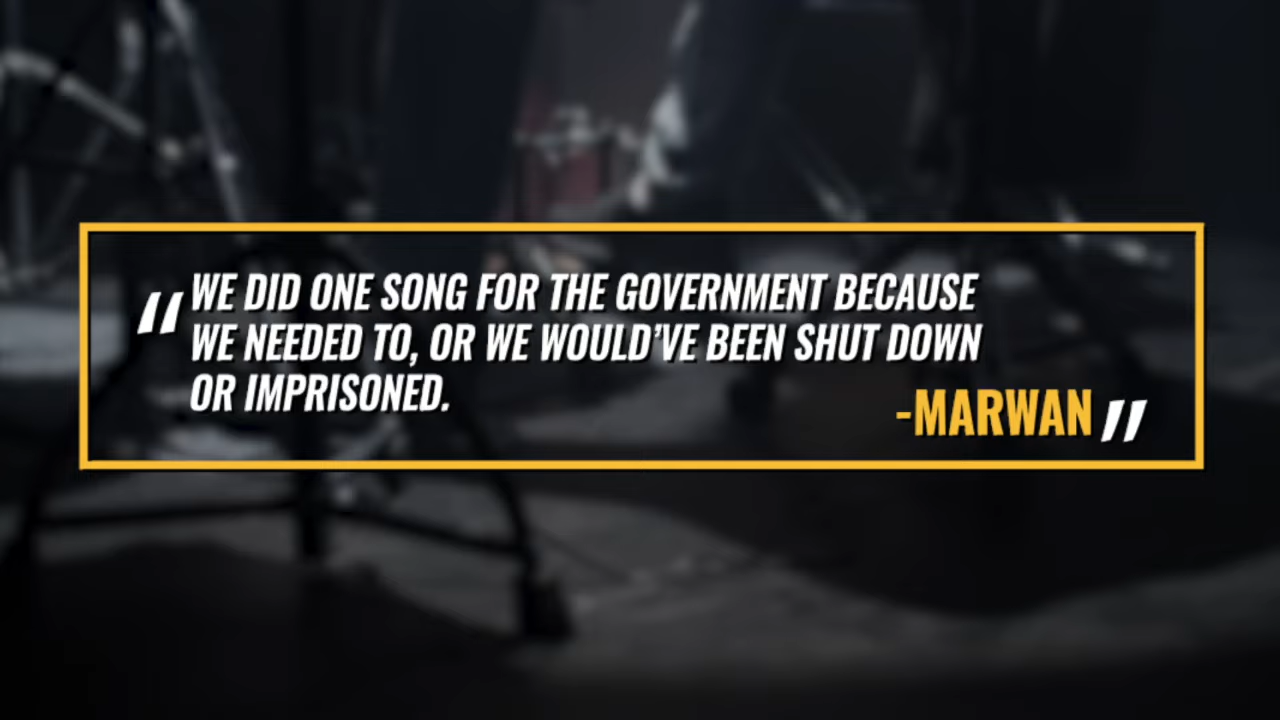 “WE DID ONE SONG FOR THE GOVERNMENT BECAUSE
WE NEEDED TO, OR WE WOULD’VE BEEN SHUT DOWN
OR IMPRISONED.
-MARWAN”